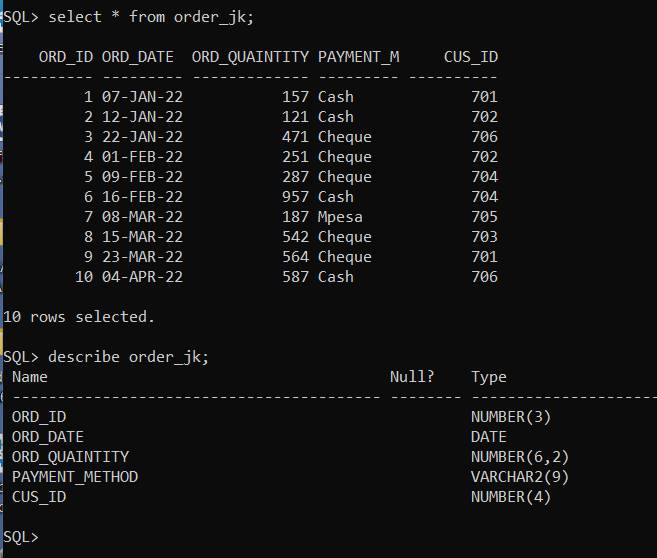 SQL> select * from order_jk;
ORD_ID ORD_DATE ORD_QUAINTITY PAYMENT_M CUS_ID
---------- --------- ------------- --------- ----------
1 07-JAN-22 157 Cash 701
2 12-JAN-22 121 Cash 702
3 22-JAN-22 471 Cheque 706
4 01-FEB-22 251 Cheque 702
5 09-FEB-22 287 Cheque 704
6 16-FEB-22 957 Cash 704
7 08-MAR-22 187 Mpesa 705
8 15-MAR-22 542 Cheque 703
9 23-MAR-22 564 Cheque 701
10 04-APR-22 587 Cash 706
10 rows selected.
SQL> describe order_jk;
Name Null? Type
----------------------------------------- -------- ---------------------
ORD_ID NUMBER(3)
ORD_DATE DATE
ORD_QUAINTITY NUMBER(6,2)
PAYMENT_METHOD VARCHAR2(9)
CUS_ID NUMBER(4)
SQL>